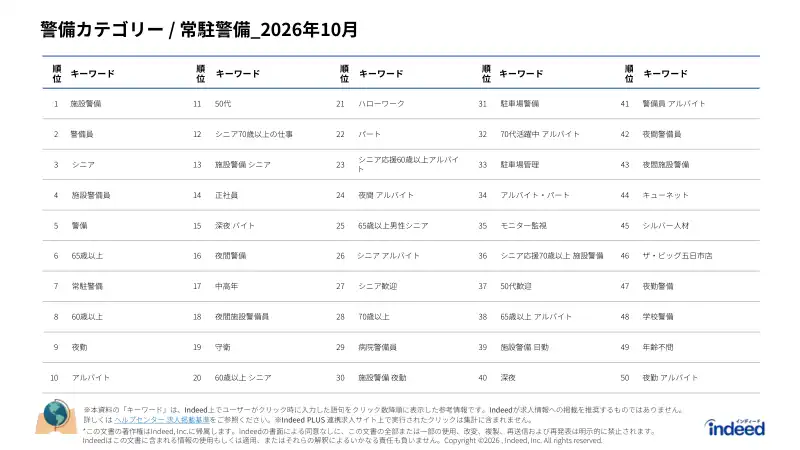 警備カテゴリー / 常駐警備_2026年10月
順位 キーワード 順位 キーワード 順位 キーワード 順位 キーワード 順位 キーワード
1 施設警備 11 50代 21 ハローワーク 31 駐車場警備 41 警備員 アルバイト
2 警備員 12 シニア70歳以上の仕事 22 パート 32 70代活躍中 アルバイト 42 夜間警備員
3 シニア 13 施設警備 シニア 23 シニア応援60歳以上アルバイト 33 駐車場管理 43 夜間施設警備
4 施設警備員 14 正社員 24 夜間 アルバイト 34 アルバイト・パート 44 キューネット
5 警備 15 深夜 バイト 25 65歳以上男性シニア 35 モニター監視 45 シルバー人材
6 65歳以上 16 夜間警備 26 シニア アルバイト 36 シニア応援70歳以上 施設警備 46 ザ・ビッグ五日市店
7 常駐警備 17 中高年 27 シニア歓迎 37 50代歓迎 47 夜勤警備
8 60歳以上 18 夜間施設警備員 28 70歳以上 38 65歳以上 アルバイト 48 学校警備
9 夜勤 19 守衛 29 病院警備員 39 施設警備 日勤 49 年齢不問
10 アルバイト 20 60歳以上 シニア 30 施設警備 夜勤 40 深夜 50 夜勤 アルバイト
※本資料の「キーワード」は、Indeed上でユーザーがクリック時に入力した語句をクリック数降順に表示した参考情報です。Indeedが求人情報への掲載を推奨するものではありません。
詳しくは ヘルプセンター 求人掲載基準をご参照ください。※Indeed PLUS 連携求人サイト上で実行されたクリックは集計に含まれません。
*この文書の著作権はIndeed, Inc.に帰属します。Indeedの書面による同意なしに、この文書の全部または一部の使用、改変、複製、再送信および再発表は明示的に禁止されます。
Indeedはこの文書に含まれる情報の使用もしくは適用、またはそれらの解釈によるいかなる責任も負いません。Copyright ©2026 , Indeed, Inc. All rights reserved.
インディード
indeed